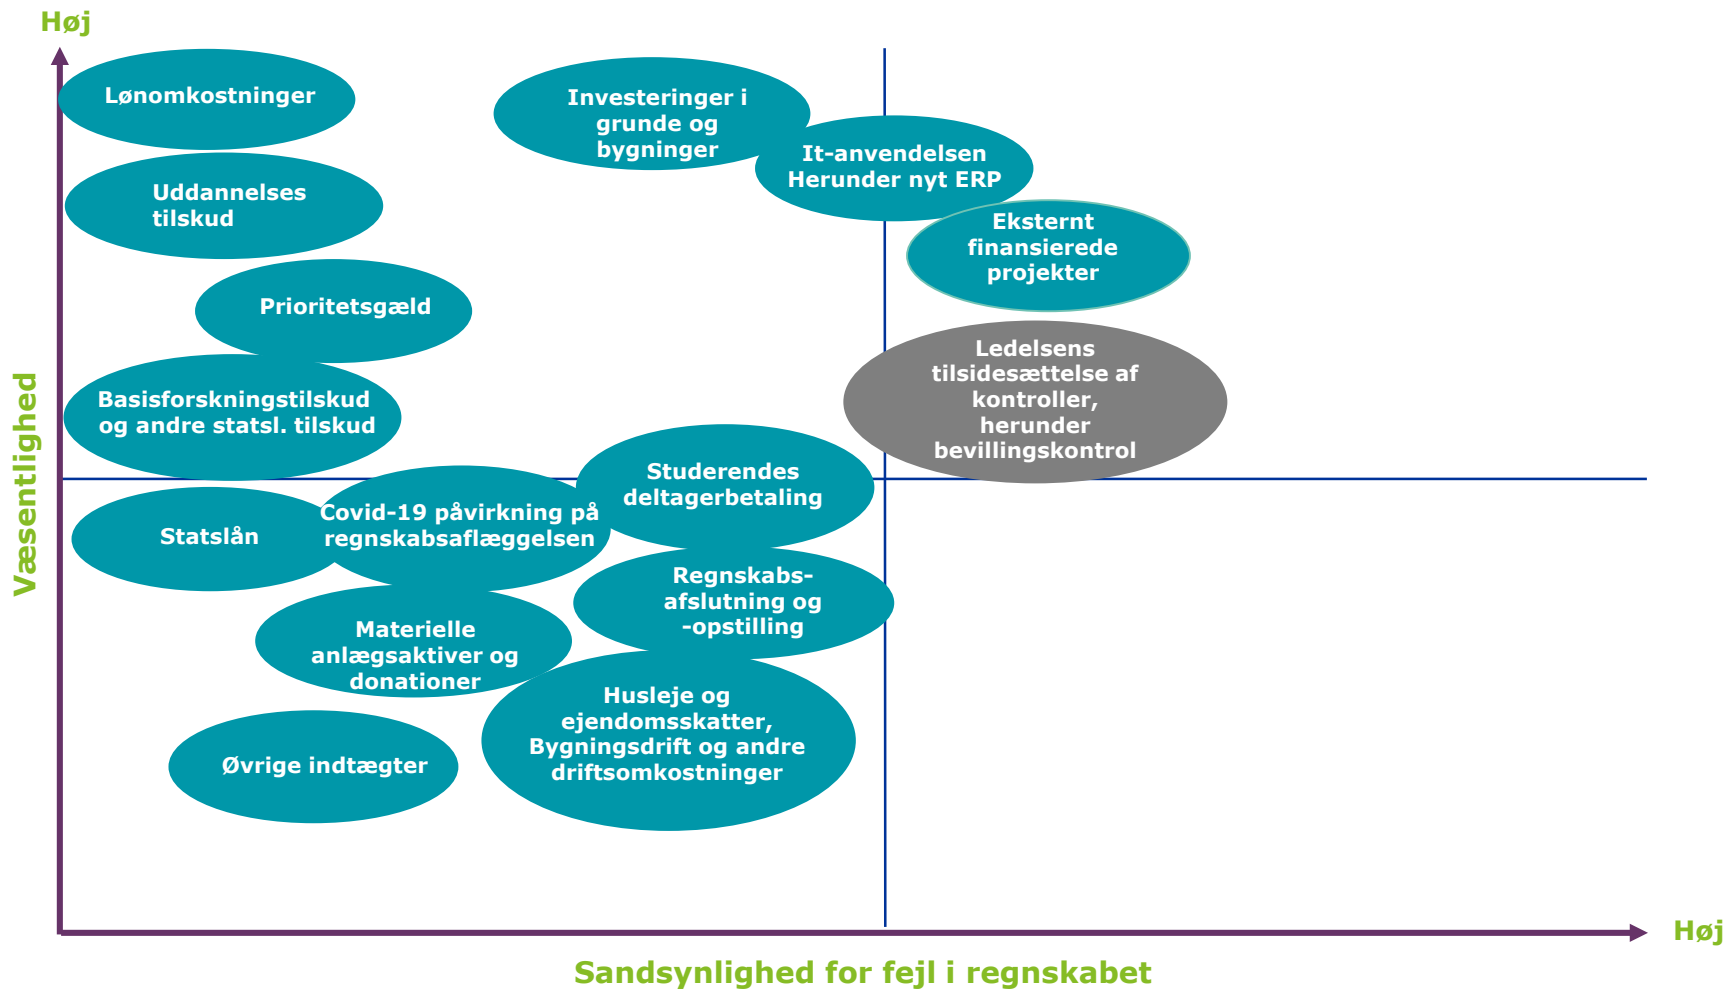 Høj
Lønomkostninger
Investeringer i
grunde og
bygninger
It-anvendelsen
Herunder nyt ERP
Uddannelses
tilskud
Eksternt
finansierede
projekter
Prioritetsgæld
Ledelsens
tilsidesættelse af
kontroller,
herunder
bevillingskontrol
Basisforskningstilskud
og andre statsl. tilskud
Væsentlighed
Studerendes
deltagerbetaling
Statslån
Covid-19 påvirkning på
regnskabsaflæggelsen
Regnskabs-
afslutning og
-opstilling
Materielle
anlægsaktiver og
donationer
Husleje og
ejendomsskatter,
Bygningsdrift og andre
driftsomkostninger
Øvrige indtægter
Høj
Sandsynlighed for fejl i regnskabet